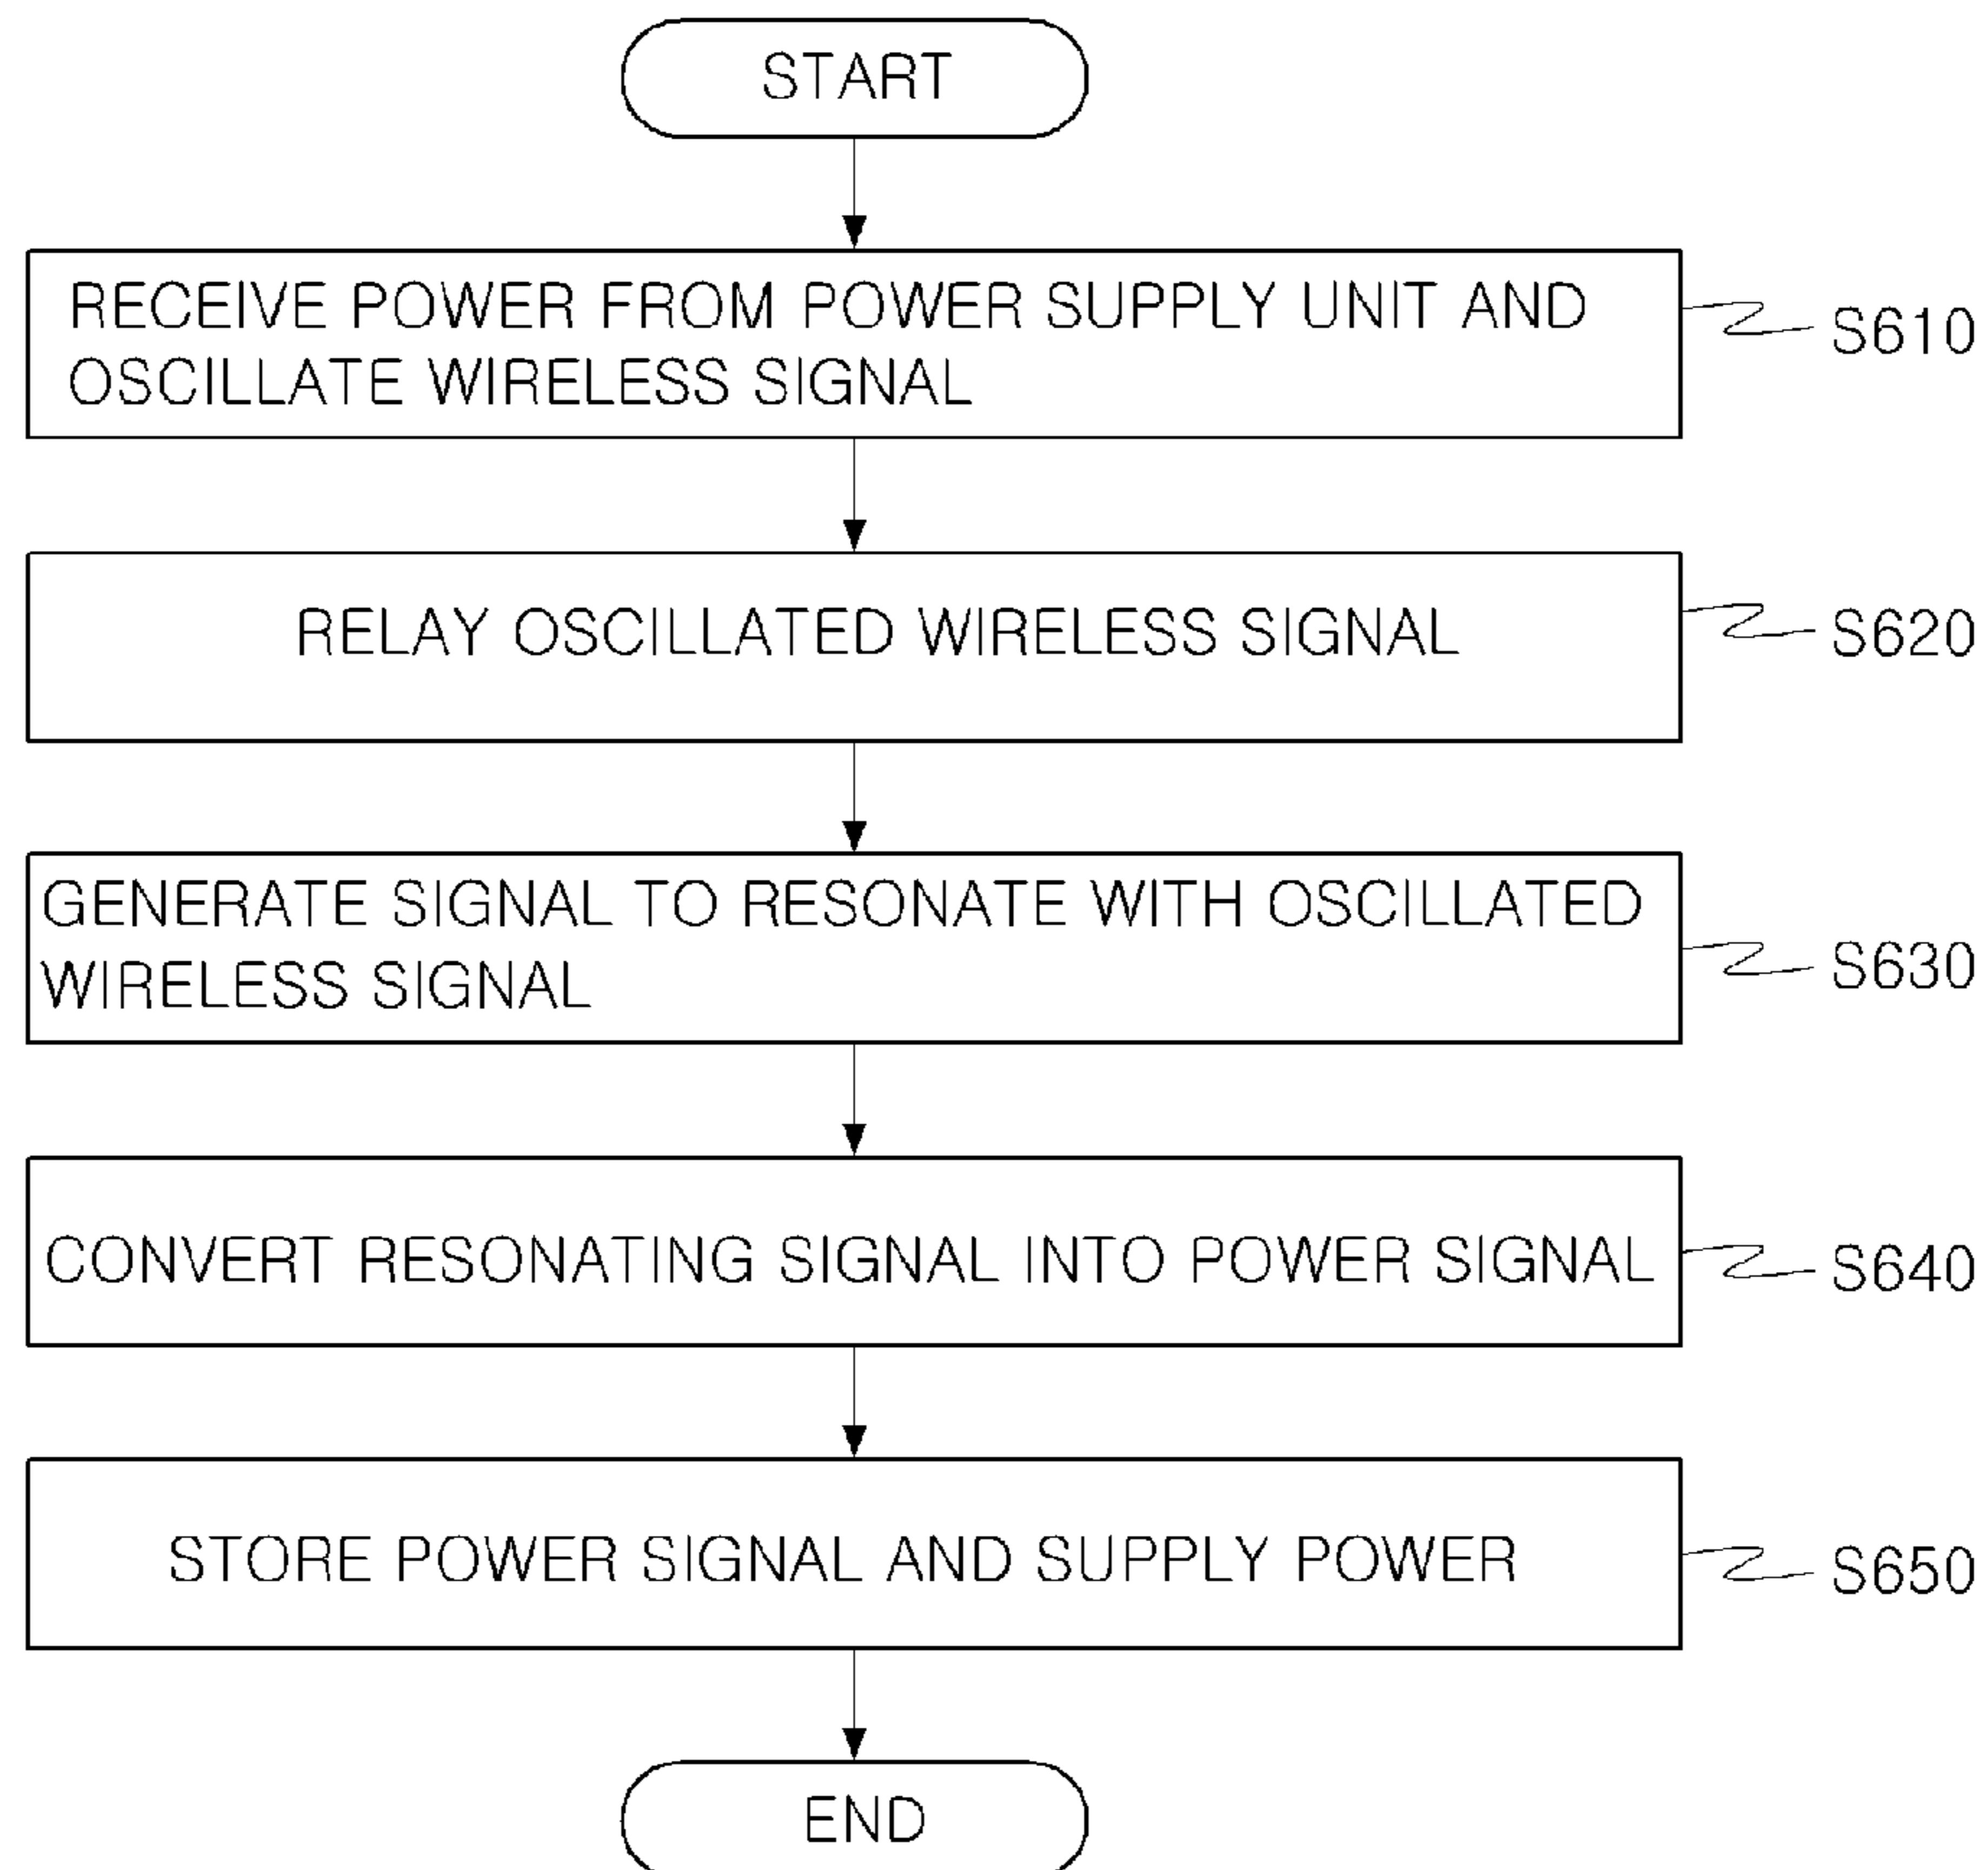 START
RECEIVE POWER FROM POWER SUPPLY UNIT AND
OSCILLATE WIRELESS SIGNAL
S610
RELAY OSCILLATED WIRELESS SIGNAL
S620
GENERATE SIGNAL TO RESONATE WITH OSCILLATED
WIRELESS SIGNAL
S630
CONVERT RESONATING SIGNAL INTO POWER SIGNAL
S640
STORE POWER SIGNAL AND SUPPLY POWER
S650
END